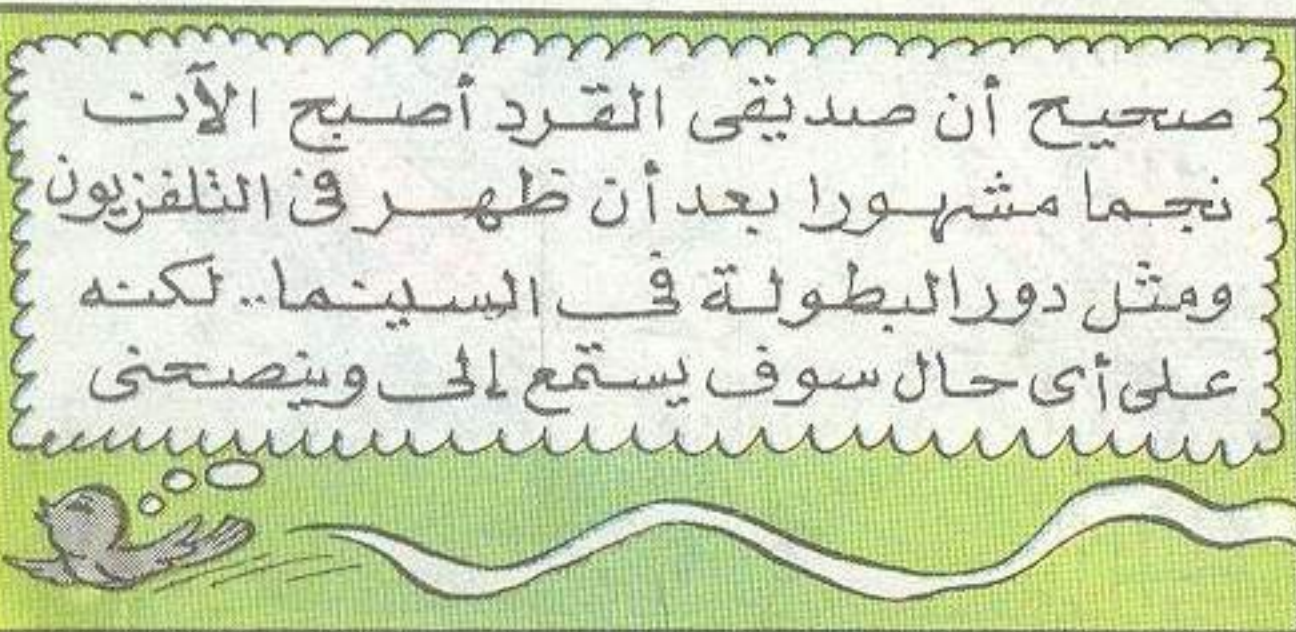 صحيح أن صديقى القرد أصبح الآن
نجما مشهورا بعد أن ظهر فى التلفزيون
ومثل دور البطولة فى السينما.. لكنه
على أى حال سوف يستمع إلى وينصحنى